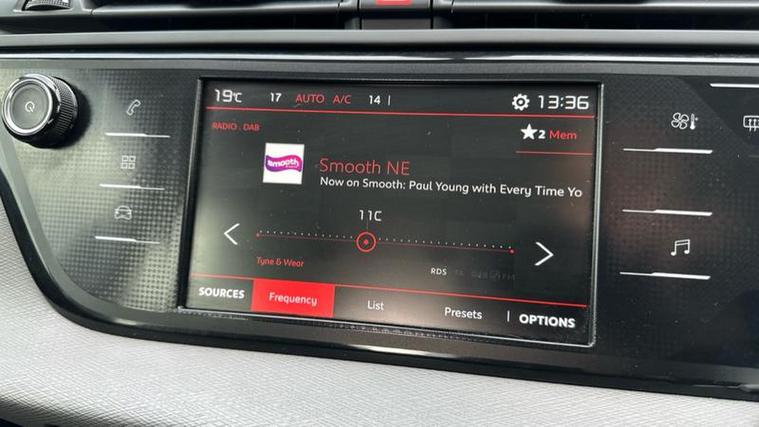 19°C 17 AUTO A/C 14 13:36
RADIO . DAB
2 Mem
smooth
Smooth NE
Now on Smooth: Paul Young with Every Time Yo
11C
Tyne & Wear
RDS
SOURCES Frequency List Presets OPTIONS